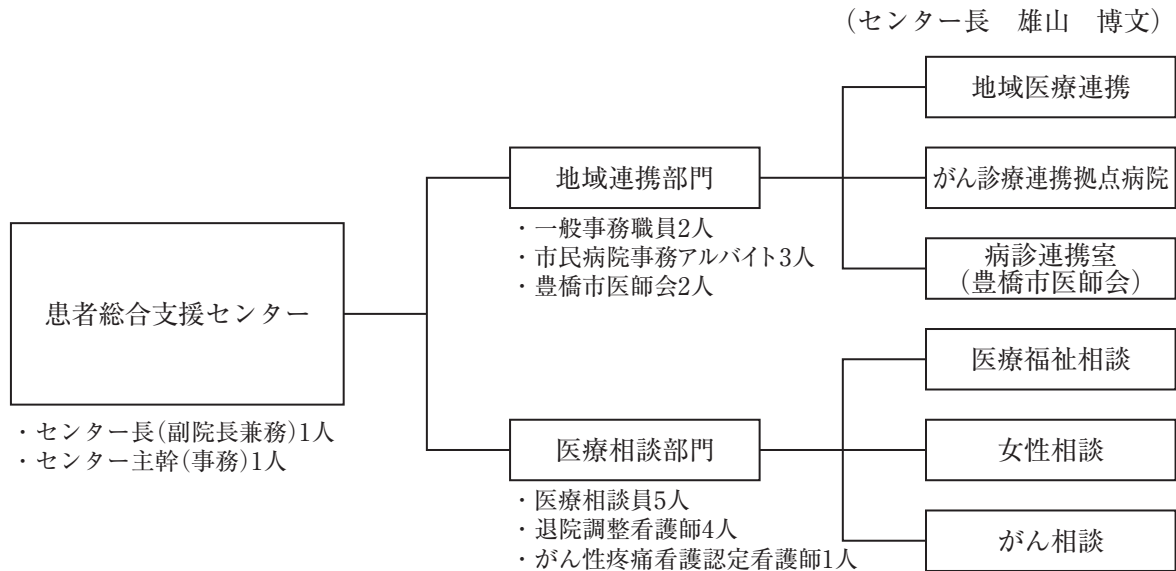 (センター長　雄山　博文)
地域医療連携
地域連携部門
がん診療連携拠点病院
・一般事務職員2人
・市民病院事務アルバイト3人
・豊橋市医師会2人
病診連携室
(豊橋市医師会)
患者総合支援センター
・センター長(副院長兼務)1人
・センター主幹(事務)1人
医療福祉相談
医療相談部門
女性相談
・医療相談員5人
・退院調整看護師4人
・がん性疼痛看護認定看護師1人
がん相談